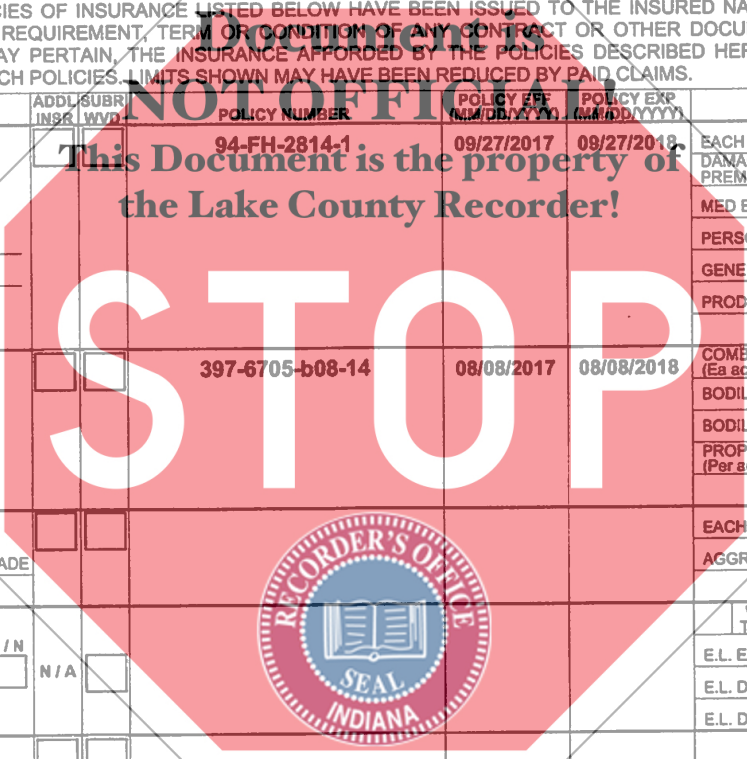 CIES OF INSURANCE LISTED BELOW HAVE BEEN ISSUED TO THE INSURED NA
REQUIREMENT, TERM OR CONDITION OF ANY CONTRACT OR OTHER DOCU
AY PERTAIN, THE INSURANCE AFFORDED BY THE POLICIES DESCRIBED HER
CH POLICIES. LIMITS SHOWN MAY HAVE BEEN REDUCED BY PAID CLAIMS.
Document is
NOT OFFICIAL!
This Document is the property of
the Lake County Recorder!
STOP
ADDL SUBR
INSR WVD POLICY NUMBER POLICY EFF (MM/DD/YYYY) POLICY EXP (MM/DD/YYYY)
94-FH-2814-1 09/27/2017 09/27/2018 EACH
DAMA
PREM
MED E
PERSO
GENE
PROD
397-6705-b08-14 08/08/2017 08/08/2018 COMB
(Ea ac
BODIL
BODIL
PROP
(Per a
EACH
ADE AGGR
/ N
N / A
E.L. E
E.L. D
E.L. D
RECORDER'S OFFICE
SEAL
INDIANA